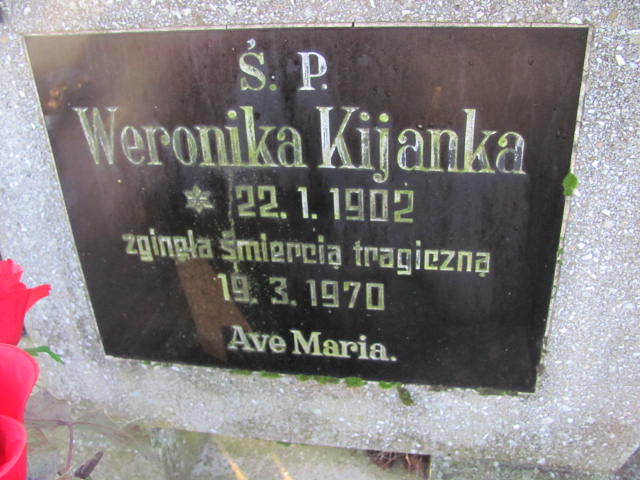 Ś. P.
Weronika Kijanka
* 22. 1. 1902
zginęła śmiercią tragiczną
19. 3. 1970
Ave Maria.